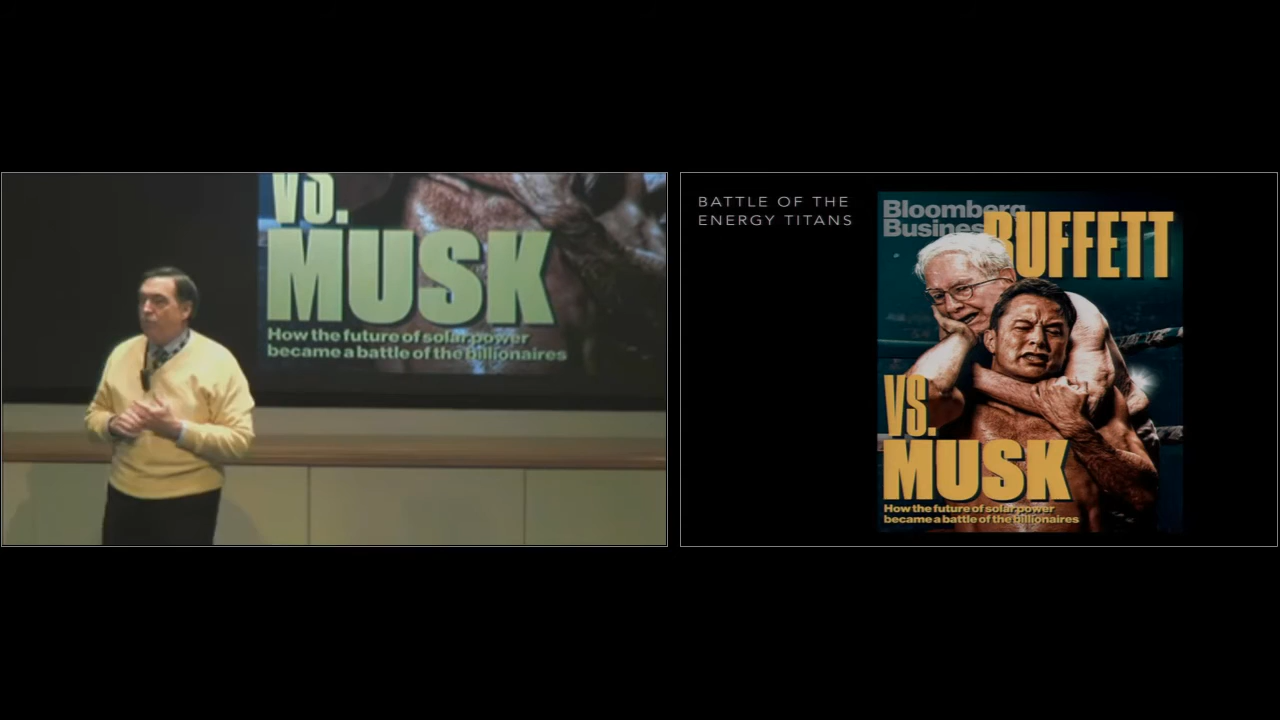 VS.
MUSK
How the future of solar power
became a battle of the billionaires
BATTLE OF THE
ENERGY TITANS
Bloomberg
Busines
BUFFETT
VS.
MUSK
How the future of solar power
became a battle of the billionaires